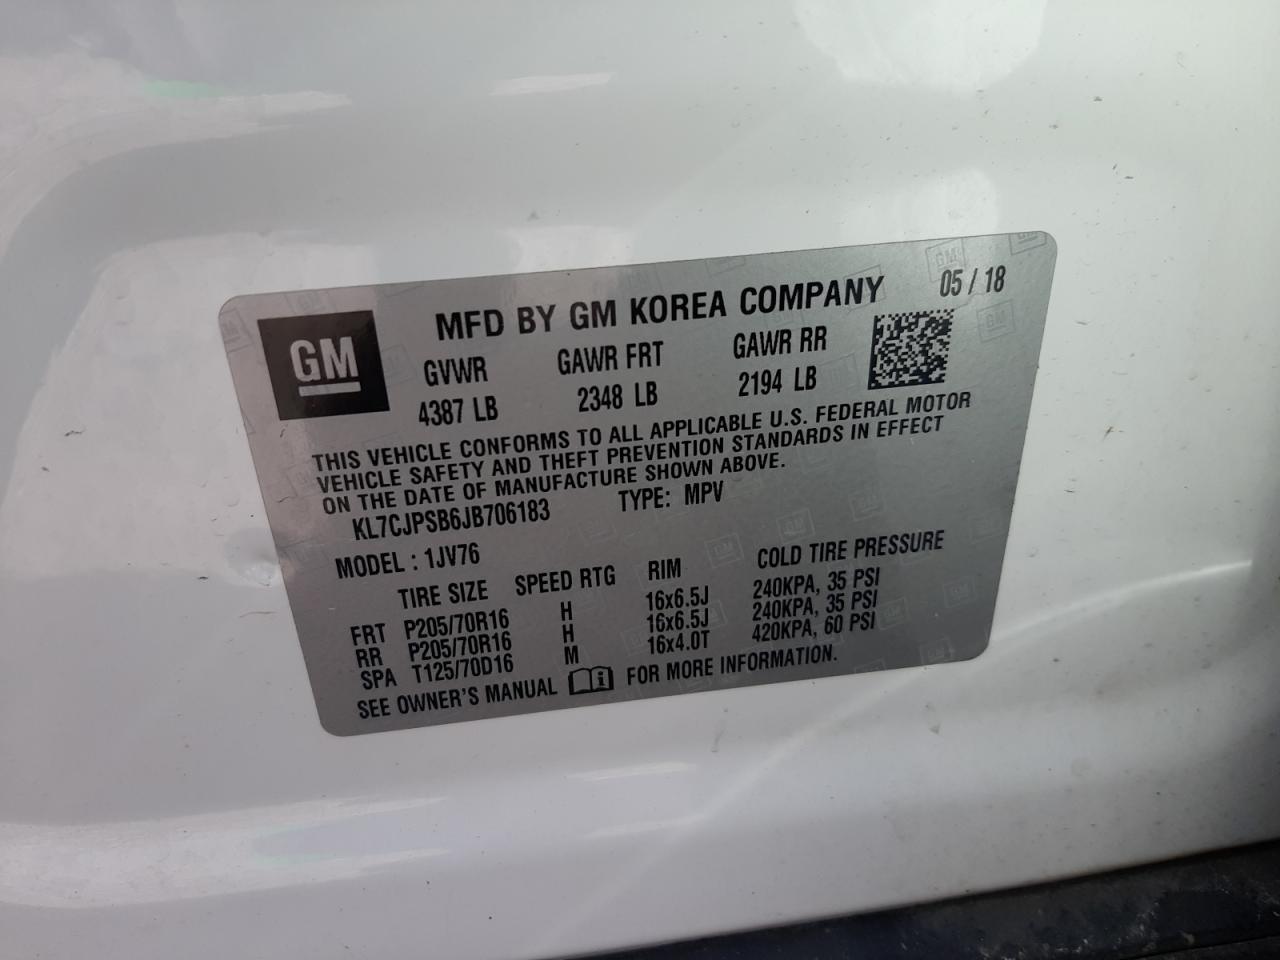 MFD BY GM KOREA COMPANY 05 / 18
GM
GVWR GAWR FRT GAWR RR
4387 LB 2348 LB 2194 LB
THIS VEHICLE CONFORMS TO ALL APPLICABLE U.S. FEDERAL MOTOR
VEHICLE SAFETY AND THEFT PREVENTION STANDARDS IN EFFECT
ON THE DATE OF MANUFACTURE SHOWN ABOVE.
KL7CJPSB6JB706183 TYPE: MPV
MODEL : 1JV76
TIRE SIZE SPEED RTG RIM COLD TIRE PRESSURE
FRT P205/70R16 H 16x6.5J 240KPA, 35 PSI
RR P205/70R16 H 16x6.5J 240KPA, 35 PSI
SPA T125/70D16 M 16x4.0T 420KPA, 60 PSI
SEE OWNER'S MANUAL i FOR MORE INFORMATION.